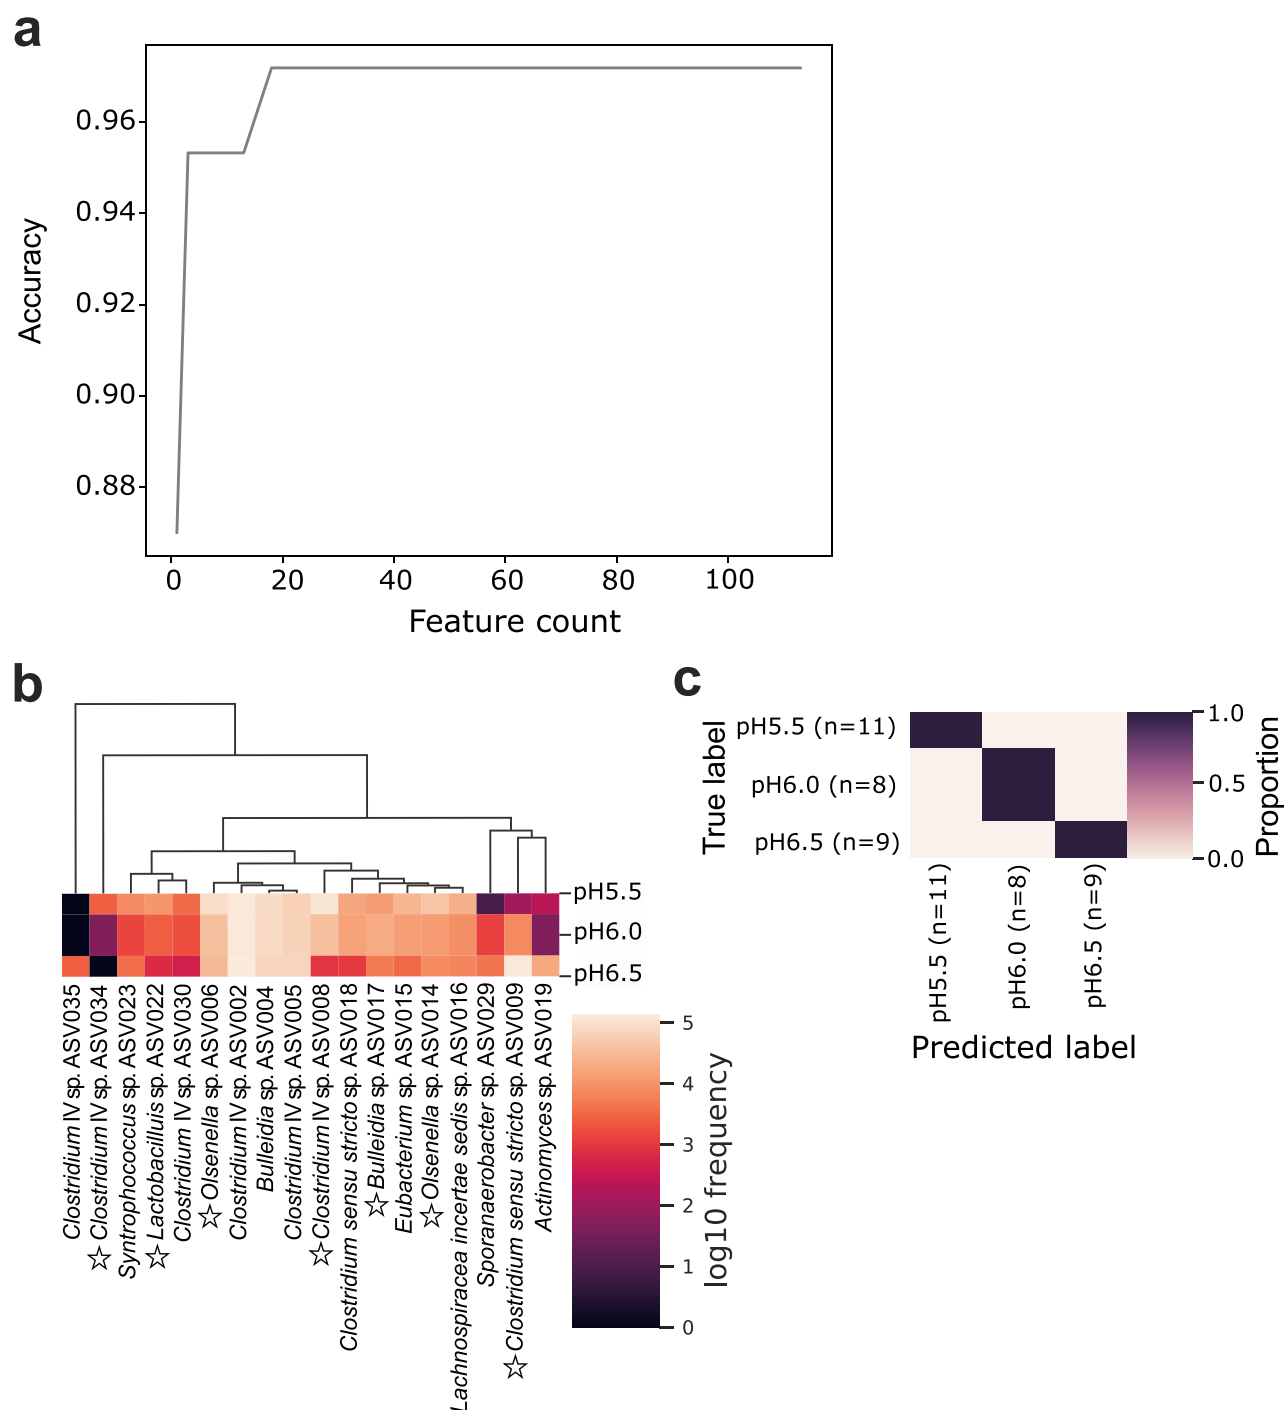 a
0.96
0.94
0.92
0.90
0.88
Accuracy
0
20
40
60
80
100
Feature count
b
pH5.5
pH6.0
pH6.5
Clostridium IV sp. ASV035
☆Clostridium IV sp. ASV034
Syntrophococcus sp. ASV023
☆Lactobacilluis sp. ASV022
Clostridium IV sp. ASV030
☆Olsenella sp. ASV006
Clostridium IV sp. ASV002
Bulleidia sp. ASV004
Clostridium IV sp. ASV005
☆Clostridium IV sp. ASV008
Clostridium sensu stricto sp. ASV018
☆Bulleidia sp. ASV017
Eubacterium sp. ASV015
☆Olsenella sp. ASV014
Lachnospiracea incertae sedis sp. ASV016
Sporanaerobacter sp. ASV029
☆Clostridium sensu stricto sp. ASV009
Actinomyces sp. ASV019
5
4
3
2
1
0
log10 frequency
c
True label
pH5.5 (n=11)
pH6.0 (n=8)
pH6.5 (n=9)
pH5.5 (n=11)
pH6.0 (n=8)
pH6.5 (n=9)
Predicted label
1.0
0.5
0.0
Proportion